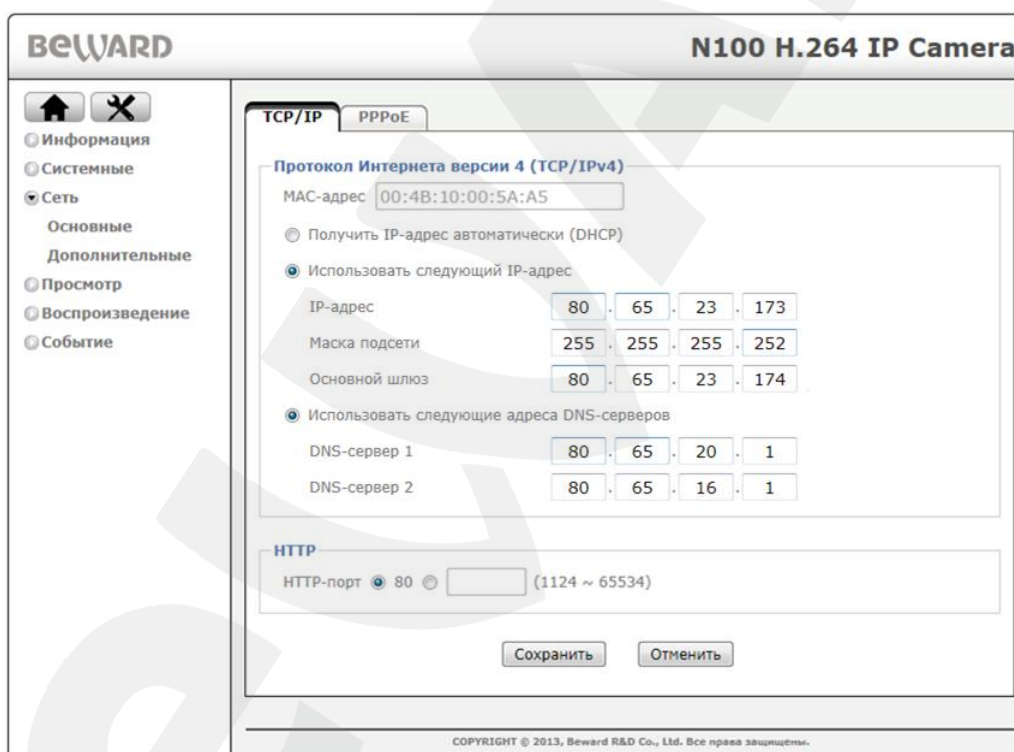 BEWARD
N100 H.264 IP Camera
TCP/IP PPPoE
Информация
Системные
Сеть
Основные
Дополнительные
Просмотр
Воспроизведение
Событие
Протокол Интернета версии 4 (TCP/IPv4)
MAC-адрес 00:4B:10:00:5A:A5
Получить IP-адрес автоматически (DHCP)
Использовать следующий IP-адрес
IP-адрес 80 . 65 . 23 . 173
Маска подсети 255 . 255 . 255 . 252
Основной шлюз 80 . 65 . 23 . 174
Использовать следующие адреса DNS-серверов
DNS-сервер 1 80 . 65 . 20 . 1
DNS-сервер 2 80 . 65 . 16 . 1
HTTP
HTTP-порт 80 (1124 ~ 65534)
Сохранить Отменить
COPYRIGHT © 2013, Beward R&D Co., Ltd. Все права защищены.